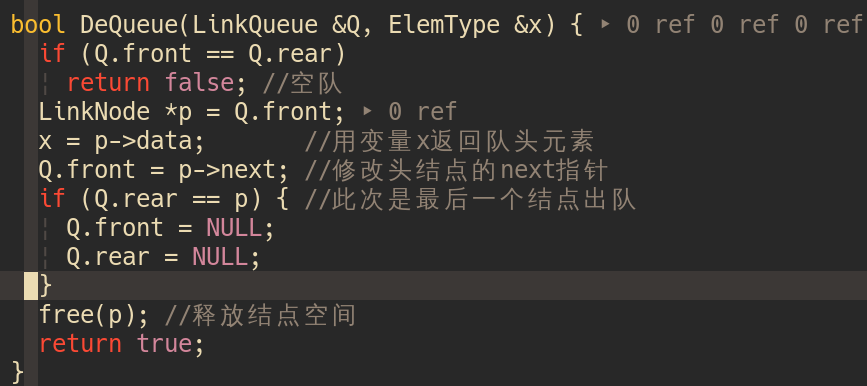 bool DeQueue(LinkQueue &Q, ElemType &x) { ▸ 0 ref 0 ref 0 ref
if (Q.front == Q.rear)
return false; //空队
LinkNode *p = Q.front; ▸ 0 ref
x = p->data; //用变量x返回队头元素
Q.front = p->next; //修改头结点的next指针
if (Q.rear == p) { //此次是最后一个结点出队
Q.front = NULL;
Q.rear = NULL;
}
free(p); //释放结点空间
return true;
}